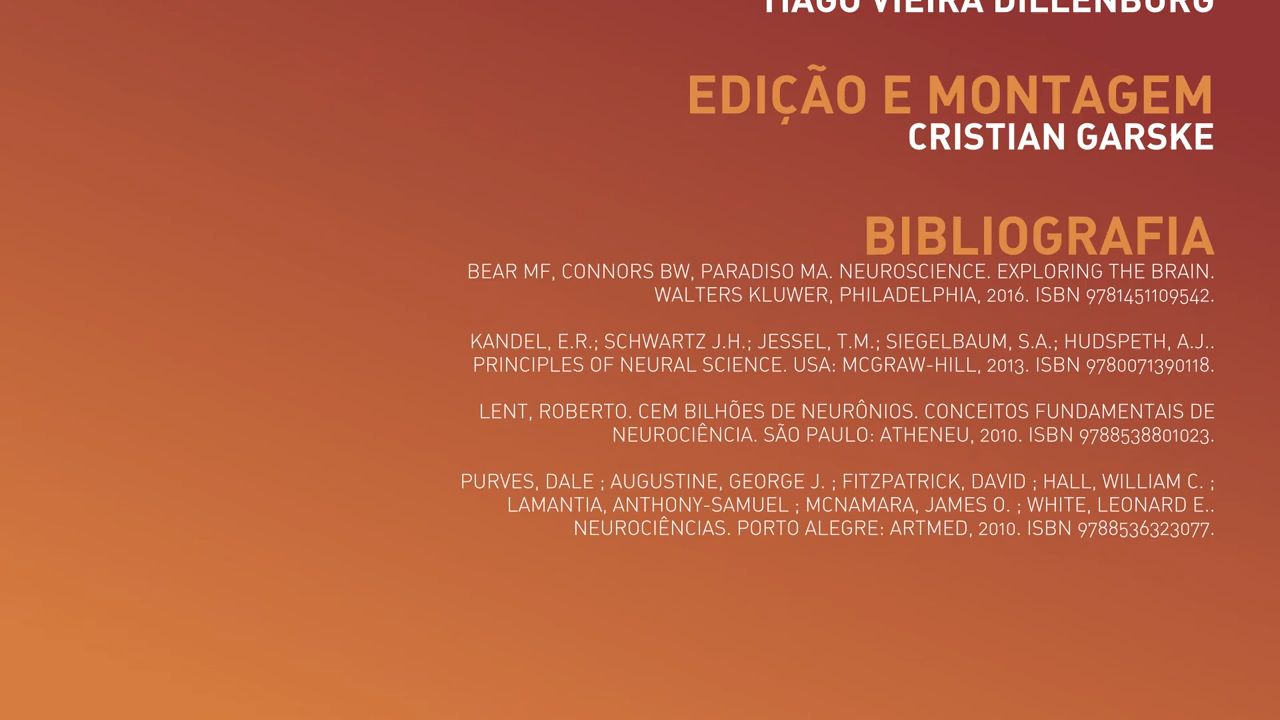 TIAGO VIEIRA DILLENBURG
EDIÇÃO E MONTAGEM
CRISTIAN GARSKE
BIBLIOGRAFIA
BEAR MF, CONNORS BW, PARADISO MA. NEUROSCIENCE. EXPLORING THE BRAIN.
WALTERS KLUWER, PHILADELPHIA, 2016. ISBN 9781451109542.
KANDEL, E.R.; SCHWARTZ J.H.; JESSEL, T.M.; SIEGELBAUM, S.A.; HUDSPETH, A.J..
PRINCIPLES OF NEURAL SCIENCE. USA: MCGRAW-HILL, 2013. ISBN 9780071390118.
LENT, ROBERTO. CEM BILHÕES DE NEURÔNIOS. CONCEITOS FUNDAMENTAIS DE
NEUROCIÊNCIA. SÃO PAULO: ATHENEU, 2010. ISBN 9788538801023.
PURVES, DALE ; AUGUSTINE, GEORGE J. ; FITZPATRICK, DAVID ; HALL, WILLIAM C. ;
LAMANTIA, ANTHONY-SAMUEL ; MCNAMARA, JAMES O. ; WHITE, LEONARD E..
NEUROCIÊNCIAS. PORTO ALEGRE: ARTMED, 2010. ISBN 9788536323077.